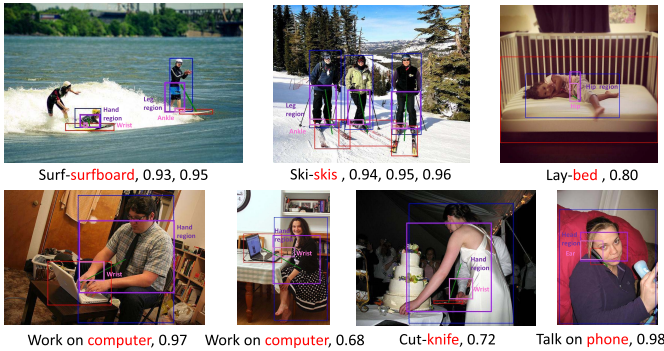 Hand
region
Wrist
Leg
region
Ankle
Surf-surfboard, 0.93, 0.95
Leg
region
Ankle
Ski-skis , 0.94, 0.95, 0.96
Hip region
Hip
Lay-bed , 0.80
Hand
region
Wrist
Work on computer, 0.97
Wrist
Work on computer, 0.68
Hand
region
Wrist
Cut-knife, 0.72
Head
region
Ear
Talk on phone, 0.98